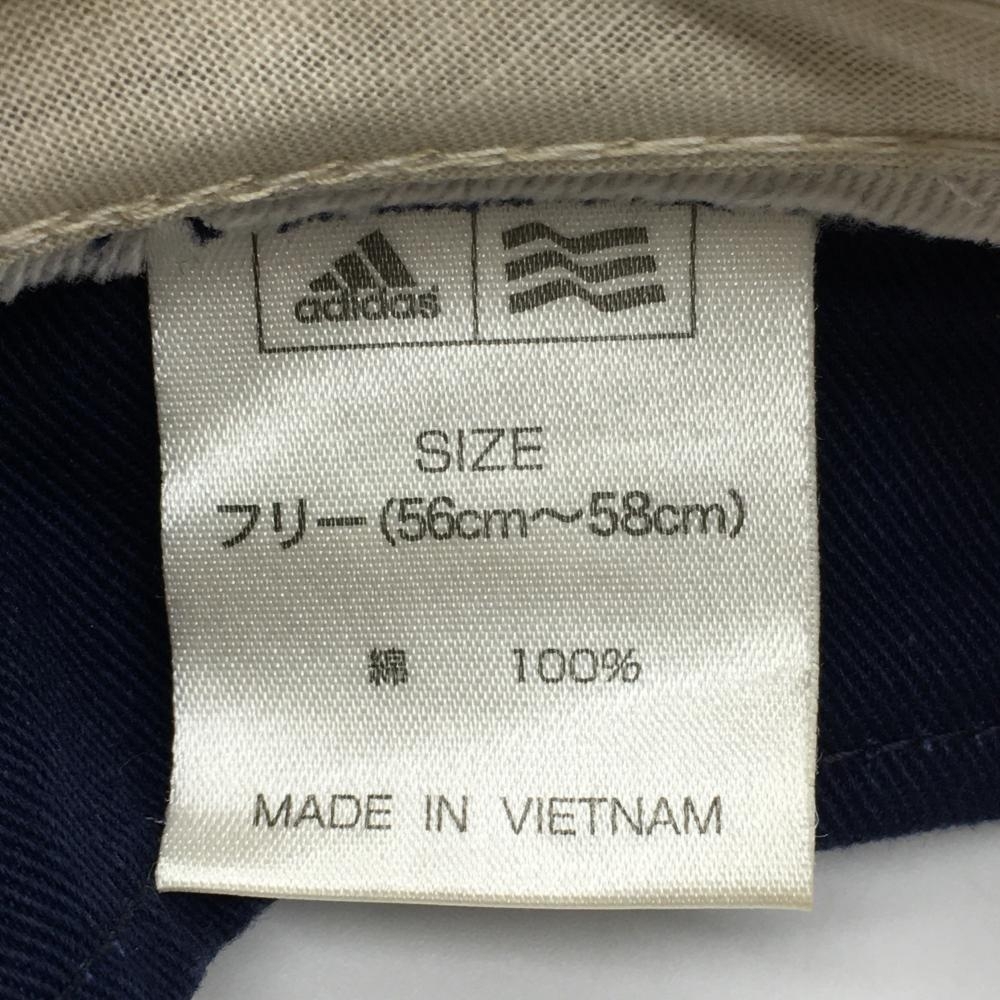 adidas
SIZE
フリー(56cm～58cm)
綿 100%
MADE IN VIETNAM